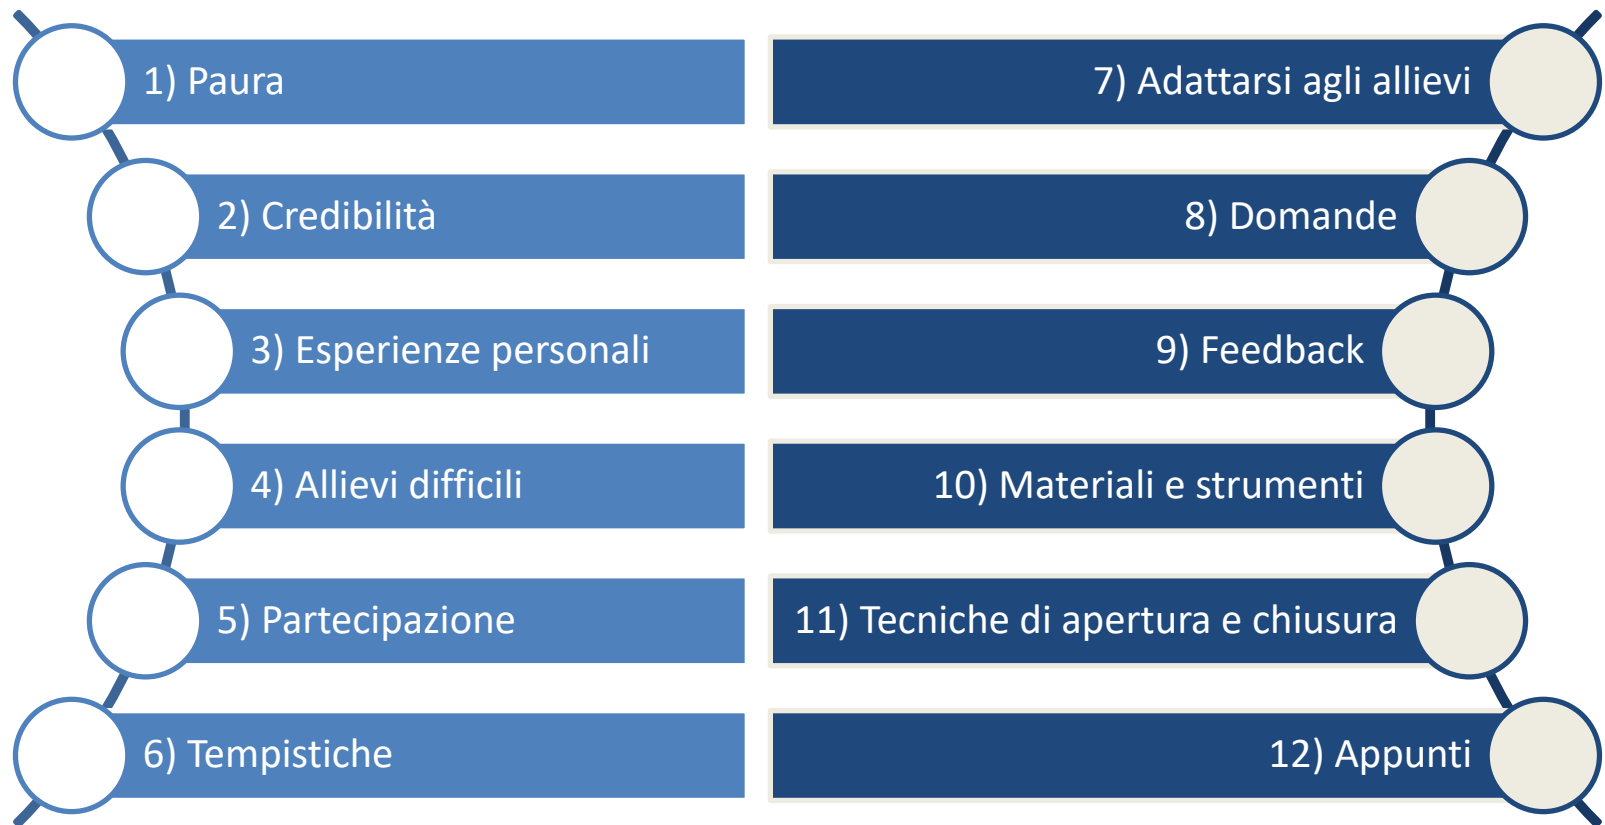 1) Paura
2) Credibilità
3) Esperienze personali
4) Allievi difficili
5) Partecipazione
6) Tempistiche
7) Adattarsi agli allievi
8) Domande
9) Feedback
10) Materiali e strumenti
11) Tecniche di apertura e chiusura
12) Appunti